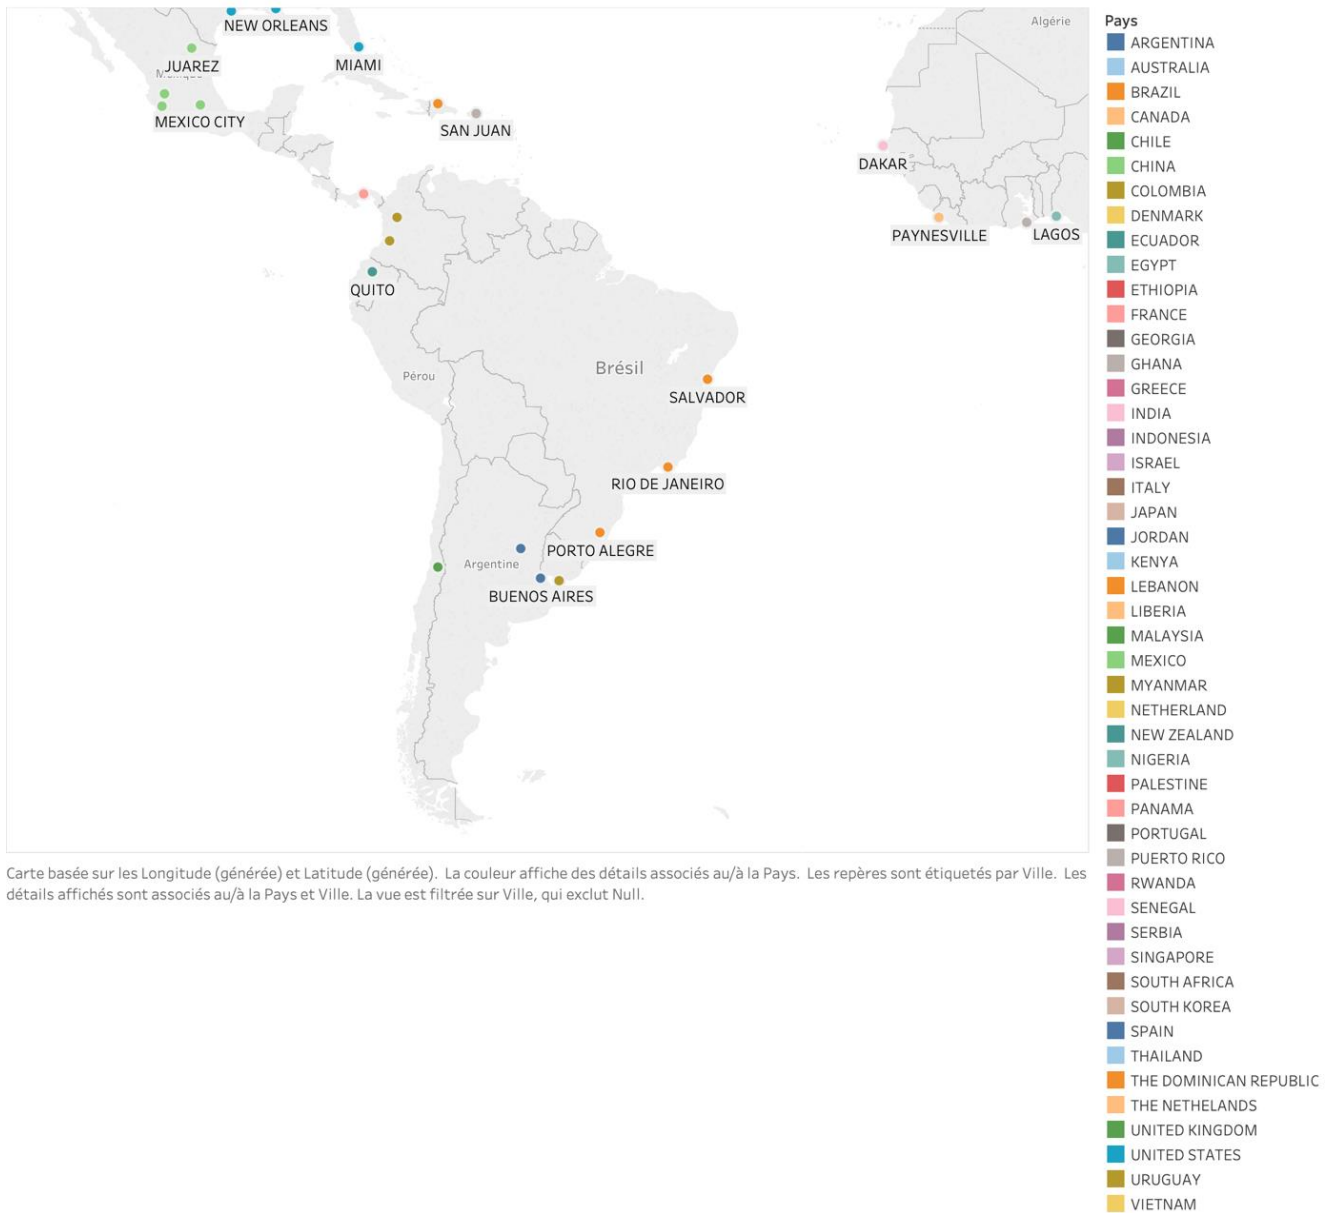 NEW ORLEANS
Algérie
JUAREZ
MIAMI
MEXICO CITY
SAN JUAN
DAKAR
PAYNESVILLE
LAGOS
QUITO
Brésil
Pérou
SALVADOR
RIO DE JANEIRO
PORTO ALEGRE
Argentine
BUENOS AIRES
Pays
ARGENTINA
AUSTRALIA
BRAZIL
CANADA
CHILE
CHINA
COLOMBIA
DENMARK
ECUADOR
EGYPT
ETHIOPIA
FRANCE
GEORGIA
GHANA
GREECE
INDIA
INDONESIA
ISRAEL
ITALY
JAPAN
JORDAN
KENYA
LEBANON
LIBERIA
MALAYSIA
MEXICO
MYANMAR
NETHERLAND
NEW ZEALAND
NIGERIA
PALESTINE
PANAMA
PORTUGAL
PUERTO RICO
RWANDA
SENEGAL
SERBIA
SINGAPORE
SOUTH AFRICA
SOUTH KOREA
SPAIN
THAILAND
THE DOMINICAN REPUBLIC
THE NETHELANDS
UNITED KINGDOM
UNITED STATES
URUGUAY
VIETNAM
Carte basée sur les Longitude (générée) et Latitude (générée). La couleur affiche des détails associés au/à la Pays. Les repères sont étiquetés par Ville. Les
détails affichés sont associés au/à la Pays et Ville. La vue est filtrée sur Ville, qui exclut Null.